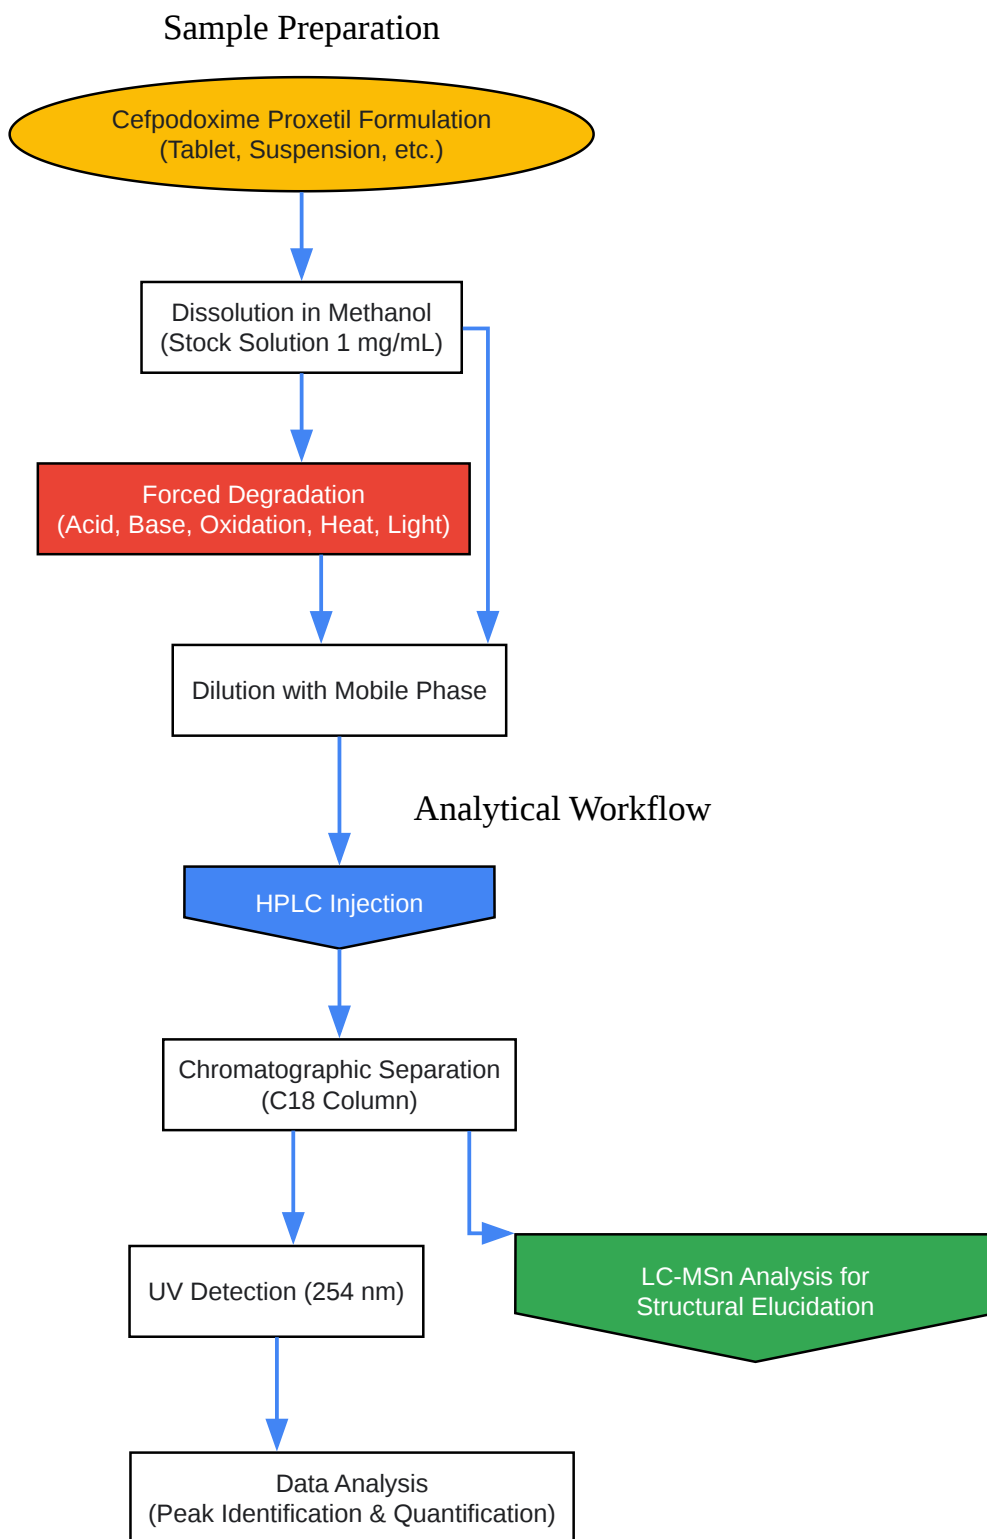 Sample Preparation
Cefpodoxime Proxetil Formulation
(Tablet, Suspension, etc.)
Dissolution in Methanol
(Stock Solution 1 mg/mL)
Forced Degradation
(Acid, Base, Oxidation, Heat, Light)
Dilution with Mobile Phase
Analytical Workflow
HPLC Injection
Chromatographic Separation
(C18 Column)
UV Detection (254 nm)
LC-MSn Analysis for
Structural Elucidation
Data Analysis
(Peak Identification & Quantification)